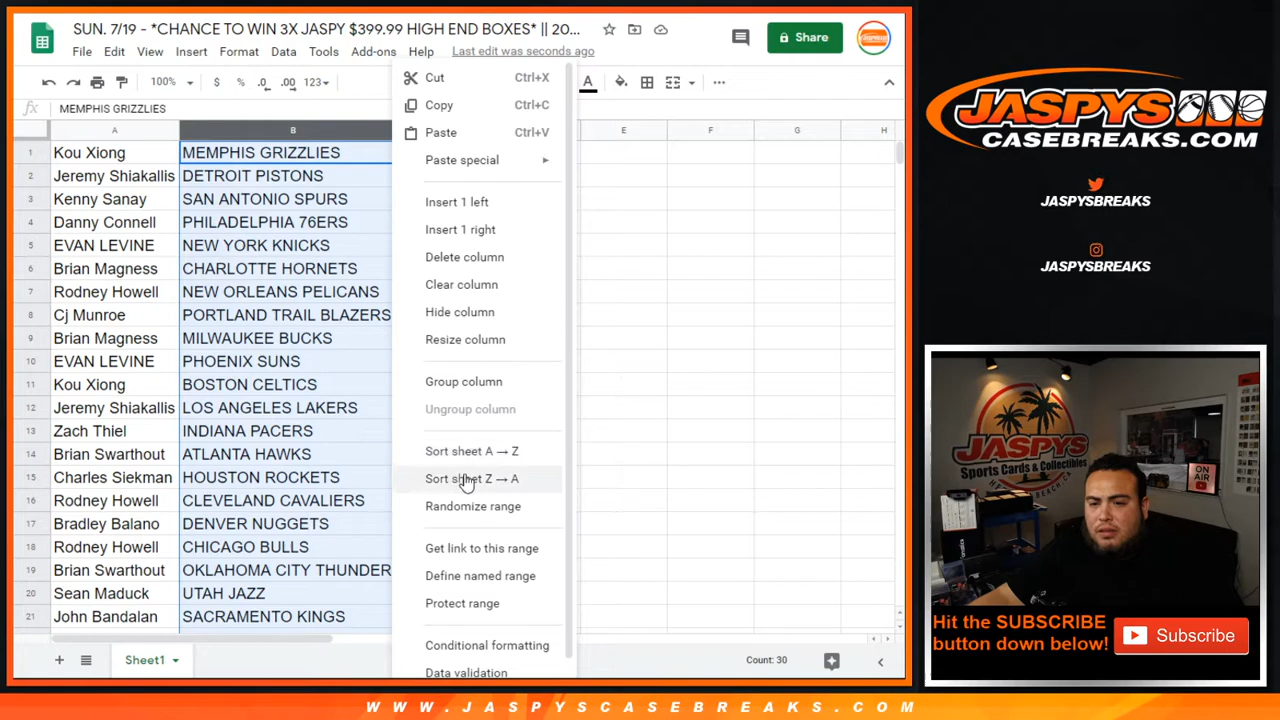 SUN. 7/19 - *CHANCE TO WIN 3X JASPY $399.99 HIGH END BOXES* || 20...
File Edit View Insert Format Data Tools Add-ons Help Last edit was seconds ago
Share
100% $ % .0 .00 123
A
fx MEMPHIS GRIZZLIES
A B E F G H
1 Kou Xiong MEMPHIS GRIZZLIES
2 Jeremy Shiakallis DETROIT PISTONS
3 Kenny Sanay SAN ANTONIO SPURS
4 Danny Connell PHILADELPHIA 76ERS
5 EVAN LEVINE NEW YORK KNICKS
6 Brian Magness CHARLOTTE HORNETS
7 Rodney Howell NEW ORLEANS PELICANS
8 Cj Munroe PORTLAND TRAIL BLAZERS
9 Brian Magness MILWAUKEE BUCKS
10 EVAN LEVINE PHOENIX SUNS
11 Kou Xiong BOSTON CELTICS
12 Jeremy Shiakallis LOS ANGELES LAKERS
13 Zach Thiel INDIANA PACERS
14 Brian Swarthout ATLANTA HAWKS
15 Charles Siekman HOUSTON ROCKETS
16 Rodney Howell CLEVELAND CAVALIERS
17 Bradley Balano DENVER NUGGETS
18 Rodney Howell CHICAGO BULLS
19 Brian Swarthout OKLAHOMA CITY THUNDER
20 Sean Maduck UTAH JAZZ
21 John Bandalan SACRAMENTO KINGS
Cut Ctrl+X
Copy Ctrl+C
Paste Ctrl+V
Paste special
Insert 1 left
Insert 1 right
Delete column
Clear column
Hide column
Resize column
Group column
Ungroup column
Sort sheet A → Z
Sort sheet Z → A
Randomize range
Get link to this range
Define named range
Protect range
Conditional formatting
Data validation
Sheet1
Count: 30
JASPYS
CASEBREAKS.COM
JASPYSBREAKS
JASPYSBREAKS
ON AIR
JASPYS
Sports Cards & Collectibles
Hit the SUBSCRIBE
button down below!
Subscribe
WWW.JASPYSCASEBREAKS.COM